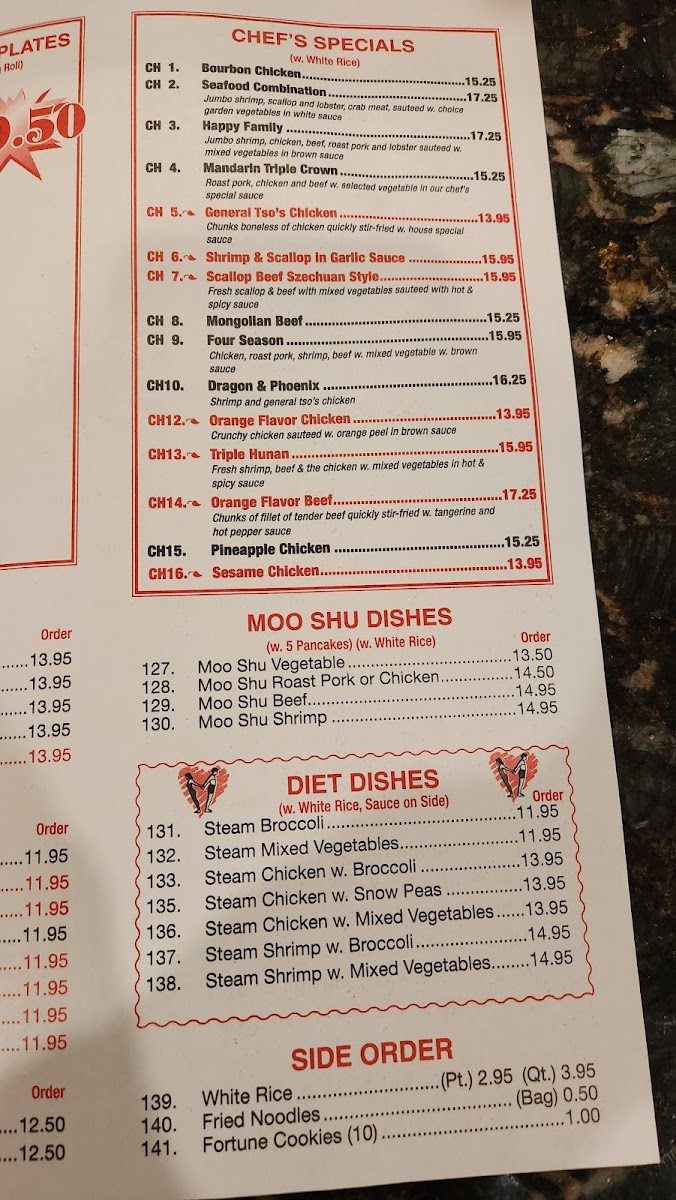 PLATES
Roll)
9.50
Order
......13.95
......13.95
......13.95
......13.95
......13.95
Order
.....11.95
.....11.95
.....11.95
.....11.95
.....11.95
.....11.95
.....11.95
.....11.95
Order
....12.50
....12.50
CHEF'S SPECIALS
(w. White Rice)
CH 1. Bourbon Chicken.......15.25
CH 2. Seafood Combination.......17.25
Jumbo shrimp, scallop and lobster, crab meat, sauteed w. choice
garden vegetables in white sauce
CH 3. Happy Family.......17.25
Jumbo shrimp, chicken, beef, roast pork and lobster sauteed w.
mixed vegetables in brown sauce
CH 4. Mandarin Triple Crown.......15.25
Roast pork, chicken and beef w. selected vegetable in our chef's
special sauce
CH 5. General Tso's Chicken.......13.95
Chunks boneless of chicken quickly stir-fried w. house special
sauce
CH 6. Shrimp & Scallop in Garlic Sauce.......15.95
CH 7. Scallop Beef Szechuan Style.......15.95
Fresh scallop & beef with mixed vegetables sauteed with hot &
spicy sauce
CH 8. Mongolian Beef.......15.25
CH 9. Four Season.......15.95
Chicken, roast pork, shrimp, beef w. mixed vegetable w. brown
sauce
CH10. Dragon & Phoenix.......16.25
Shrimp and general tso's chicken
CH12. Orange Flavor Chicken.......13.95
Crunchy chicken sauteed w. orange peel in brown sauce
CH13. Triple Hunan.......15.95
Fresh shrimp, beef & the chicken w. mixed vegetables in hot &
spicy sauce
CH14. Orange Flavor Beef.......17.25
Chunks of fillet of tender beef quickly stir-fried w. tangerine and
hot pepper sauce
CH15. Pineapple Chicken.......15.25
CH16. Sesame Chicken.......13.95
MOO SHU DISHES
(w. 5 Pancakes) (w. White Rice) Order
127. Moo Shu Vegetable.......13.50
128. Moo Shu Roast Pork or Chicken.......14.50
129. Moo Shu Beef.......14.95
130. Moo Shu Shrimp.......14.95
DIET DISHES
(w. White Rice, Sauce on Side) Order
131. Steam Broccoli.......11.95
132. Steam Mixed Vegetables.......11.95
133. Steam Chicken w. Broccoli.......13.95
135. Steam Chicken w. Snow Peas.......13.95
136. Steam Chicken w. Mixed Vegetables......13.95
137. Steam Shrimp w. Broccoli.......14.95
138. Steam Shrimp w. Mixed Vegetables........14.95
SIDE ORDER
139. White Rice.......(Pt.) 2.95 (Qt.) 3.95
140. Fried Noodles.......(Bag) 0.50
141. Fortune Cookies (10).......1.00